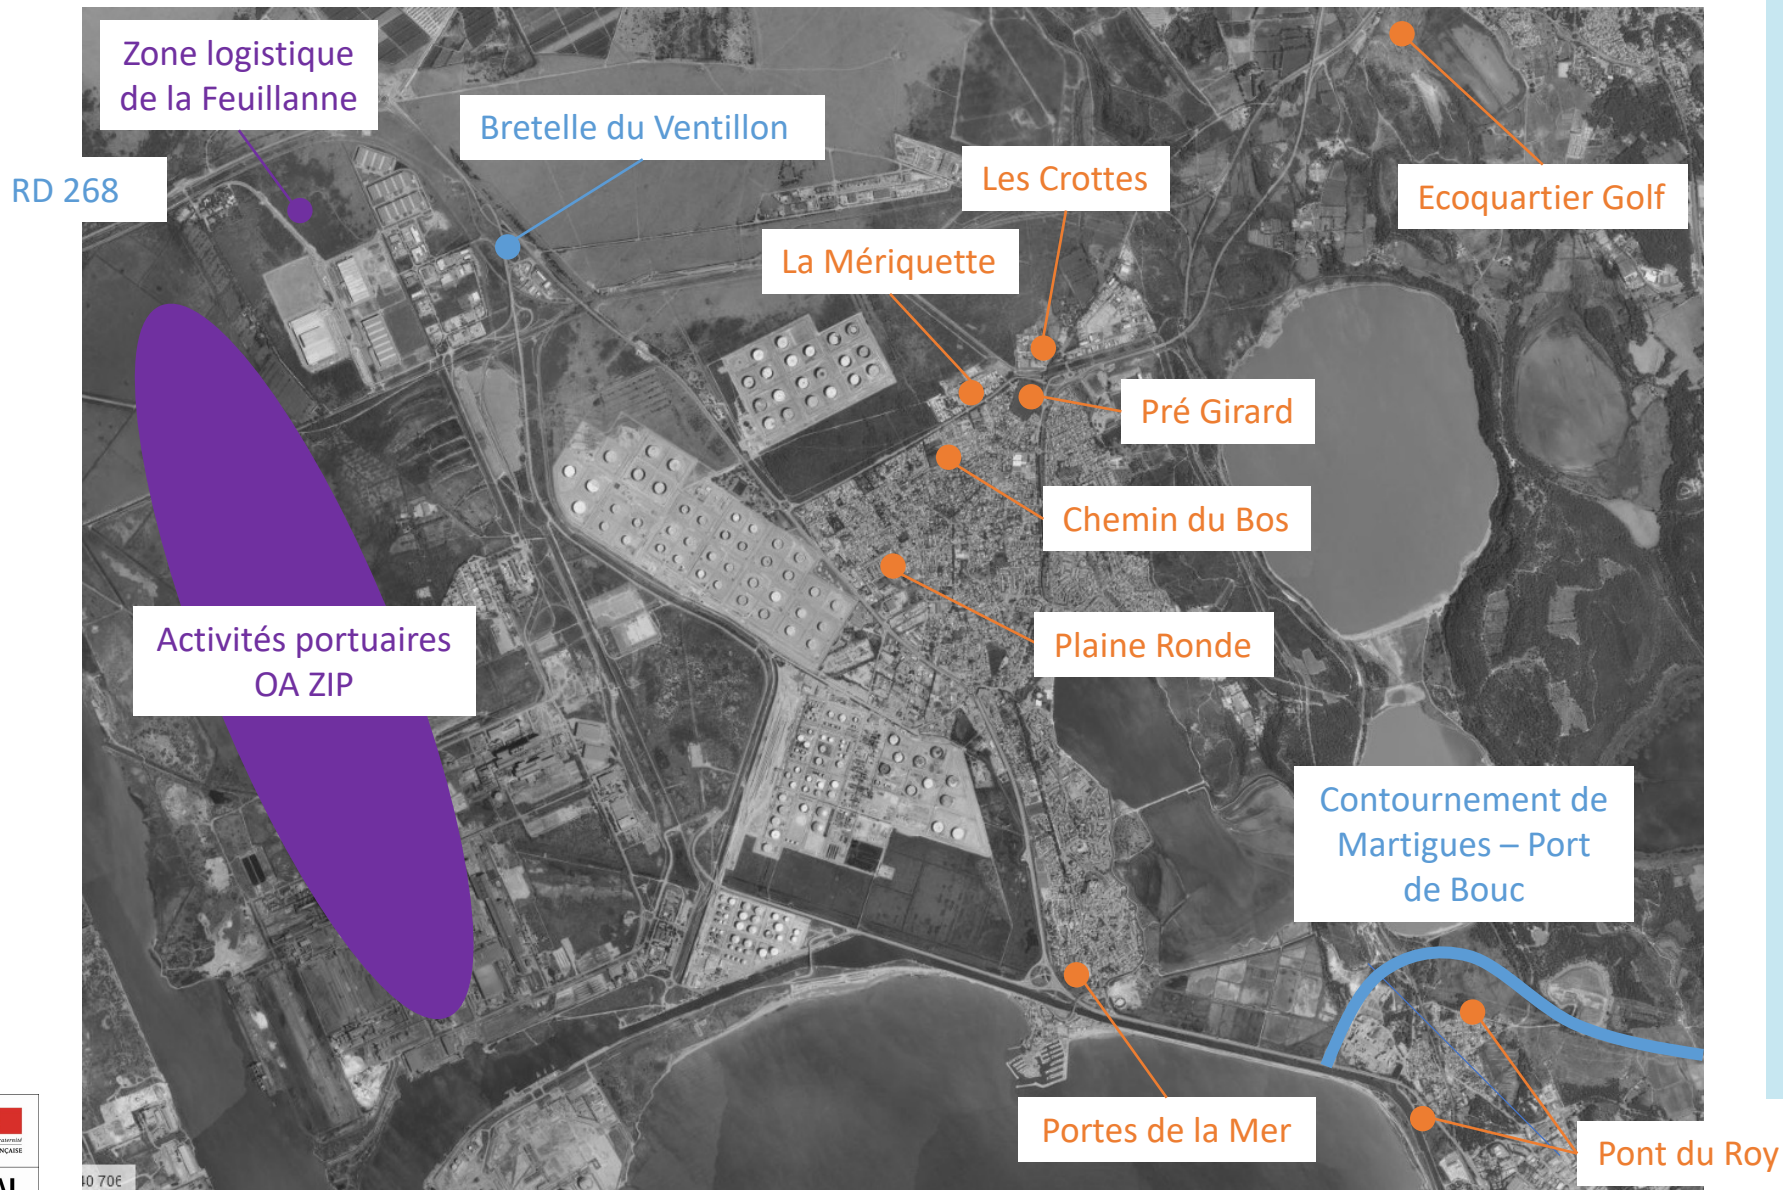 Zone logistique
de la Feuillanne
Bretelle du Ventillon
RD 268
Les Crottes
Ecoquartier Golf
La Mériquette
Pré Girard
Chemin du Bos
Activités portuaires
OA ZIP
Plaine Ronde
Contournement de
Martigues – Port
de Bouc
Portes de la Mer
Pont du Roy